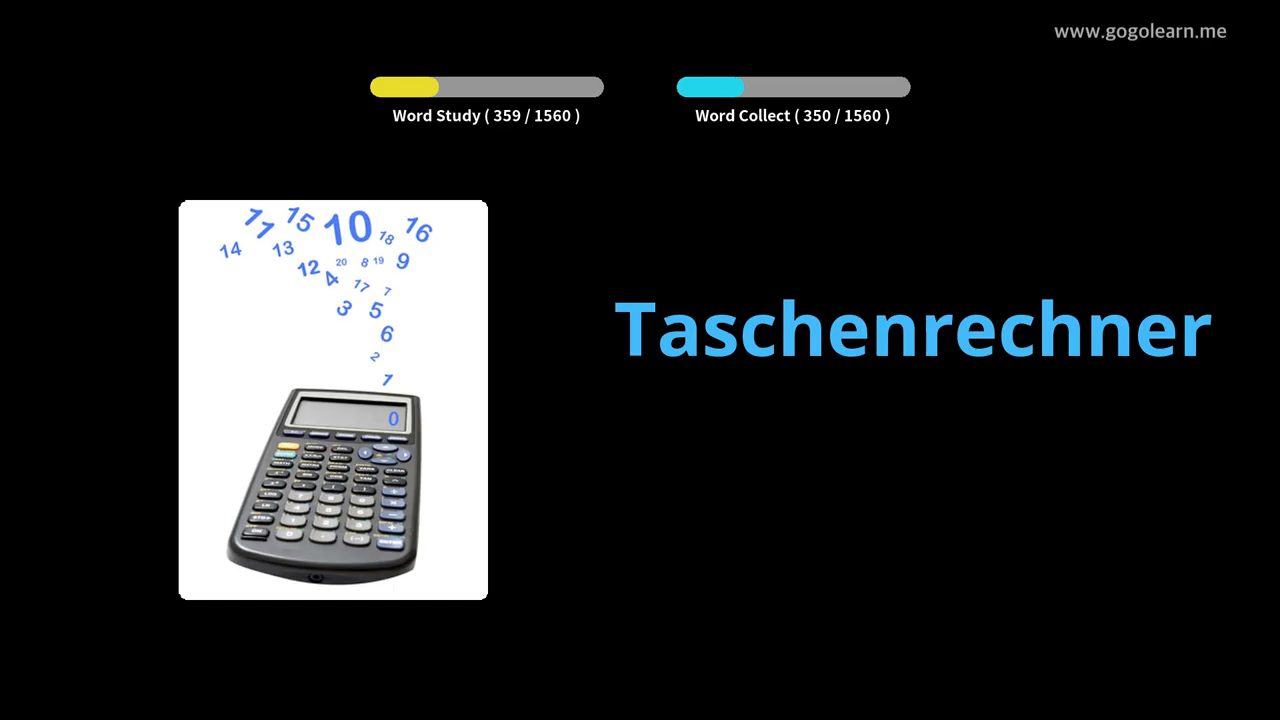 www.gogolearn.me
Word Study ( 359 / 1560 )
Word Collect ( 350 / 1560 )
11 15 10 18 16
14 13
12 20 8 19 9
4 17 7
3 5
6
2
1
0
Taschenrechner